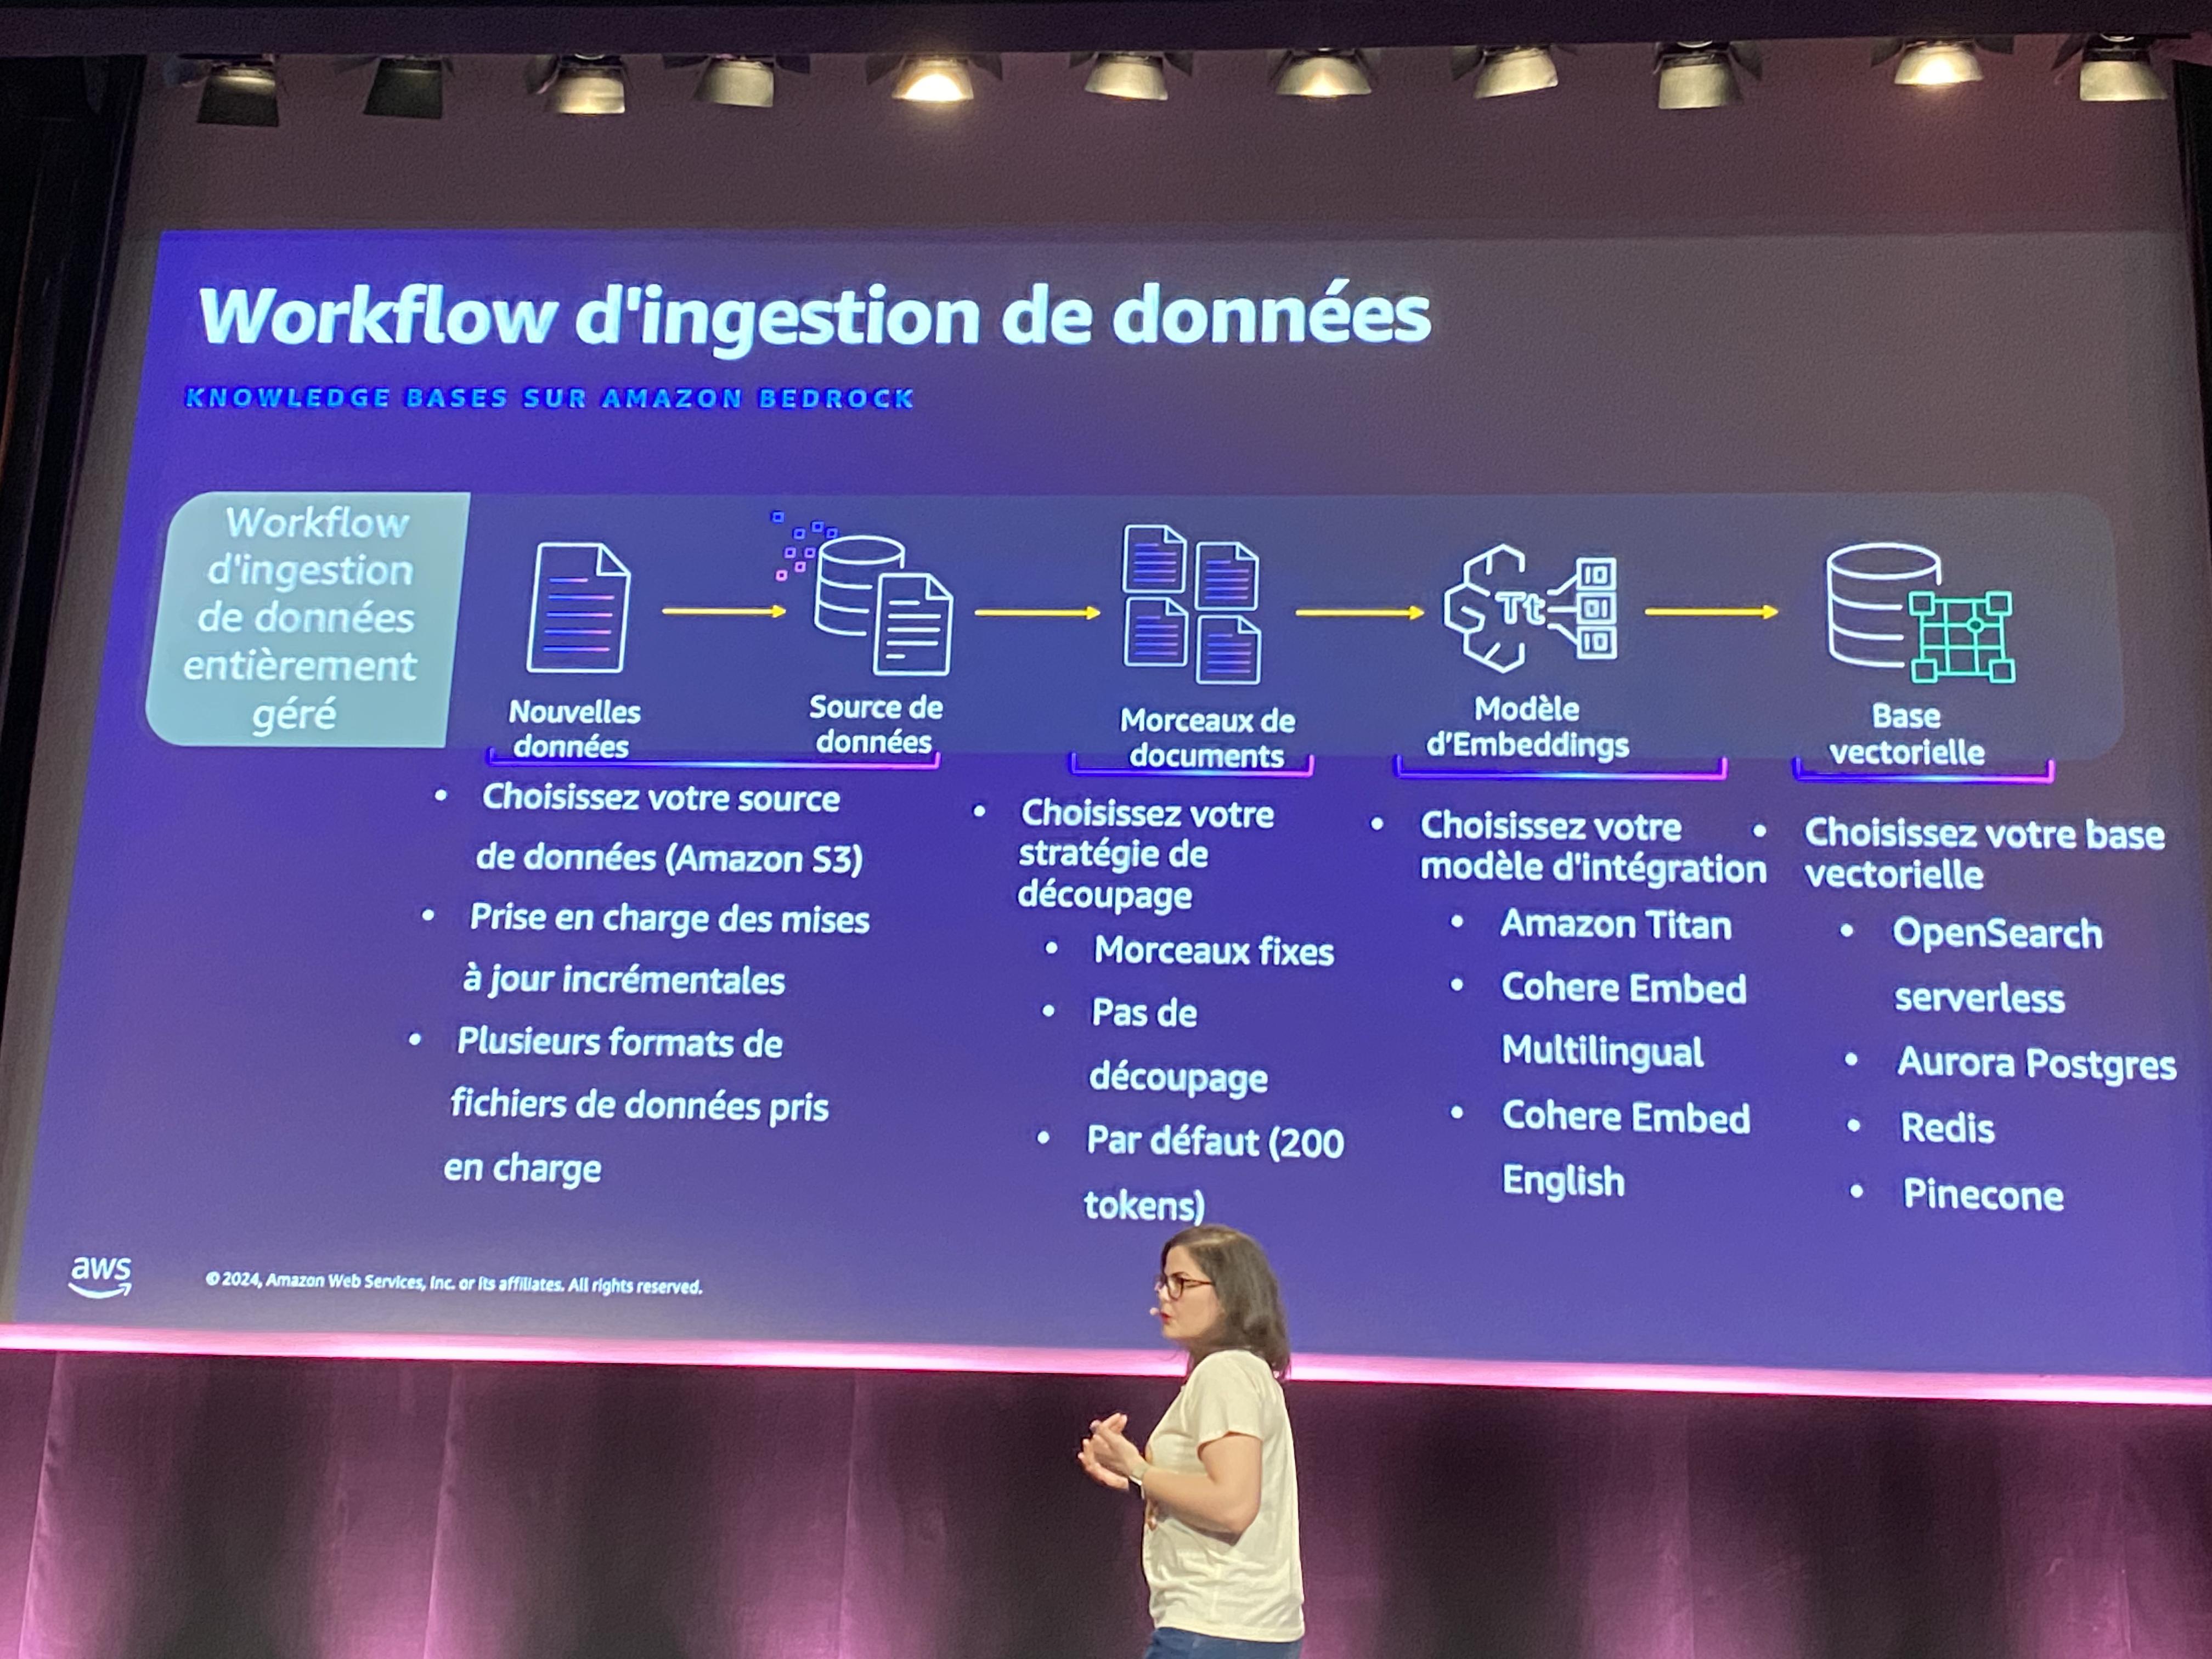 Workflow d'ingestion de données
KNOWLEDGE BASES SUR AMAZON BEDROCK
Workflow
d'ingestion
de données
entièrement
géré
Nouvelles
données
Source de
données
Morceaux de
documents
Tt
10
01
10
Modèle
d'Embeddings
Base
vectorielle
• Choisissez votre source
de données (Amazon S3)
• Prise en charge des mises
à jour incrémentales
• Plusieurs formats de
fichiers de données pris
en charge
• Choisissez votre
stratégie de
découpage
• Morceaux fixes
• Pas de
découpage
• Par défaut (200
tokens)
• Choisissez votre
modèle d'intégration
• Amazon Titan
• Cohere Embed
Multilingual
• Cohere Embed
English
• Choisissez votre base
vectorielle
• OpenSearch
serverless
• Aurora Postgres
• Redis
• Pinecone
aws
© 2024, Amazon Web Services, Inc. or its affiliates. All rights reserved.